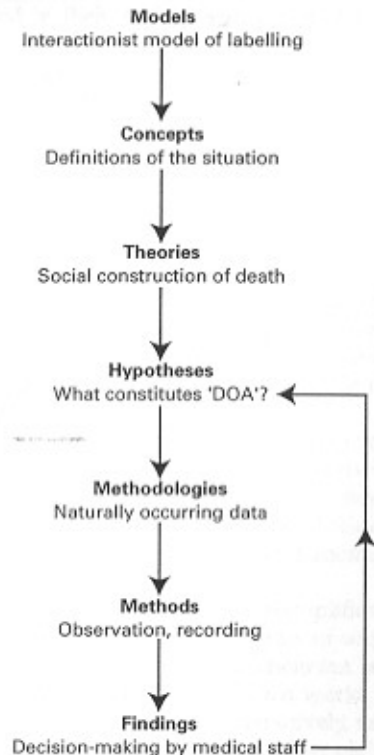 Models
Interactionist model of labelling
Concepts
Definitions of the situation
Theories
Social construction of death
Hypotheses
What constitutes 'DOA'?
Methodologies
Naturally occurring data
Methods
Observation, recording
Findings
Decision-making by medical staff